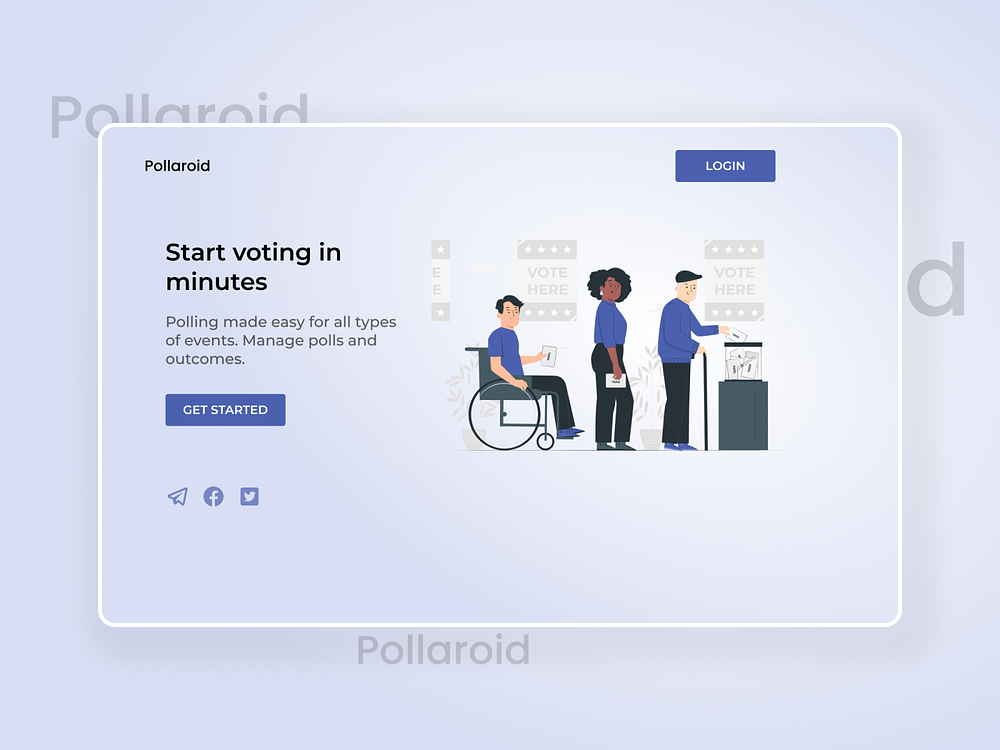 Pollaroid
Pollaroid
LOGIN
Start voting in
minutes
Polling made easy for all types
of events. Manage polls and
outcomes.
GET STARTED
E
E
VOTE
HERE
VOTE
HERE
d
Pollaroid